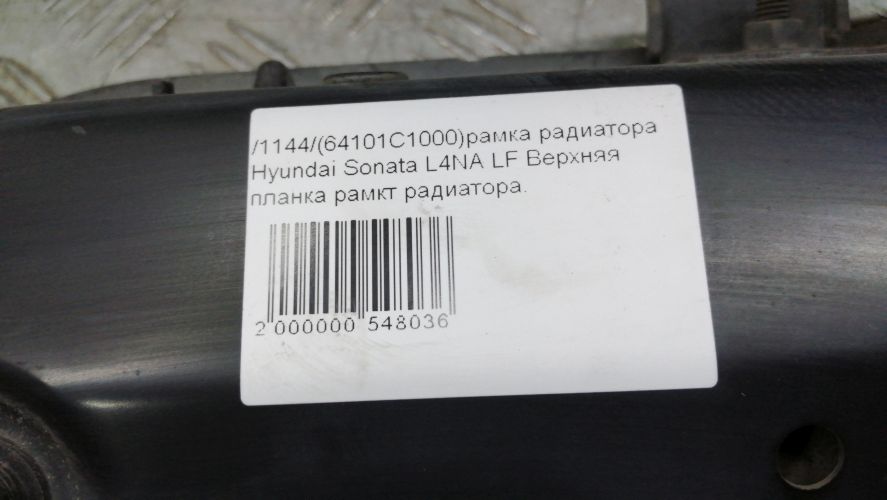 /1144/(64101C1000)рамка радиатора
Hyundai Sonata L4NA LF Верхняя
планка рамкт радиатора.
2 000000 548036